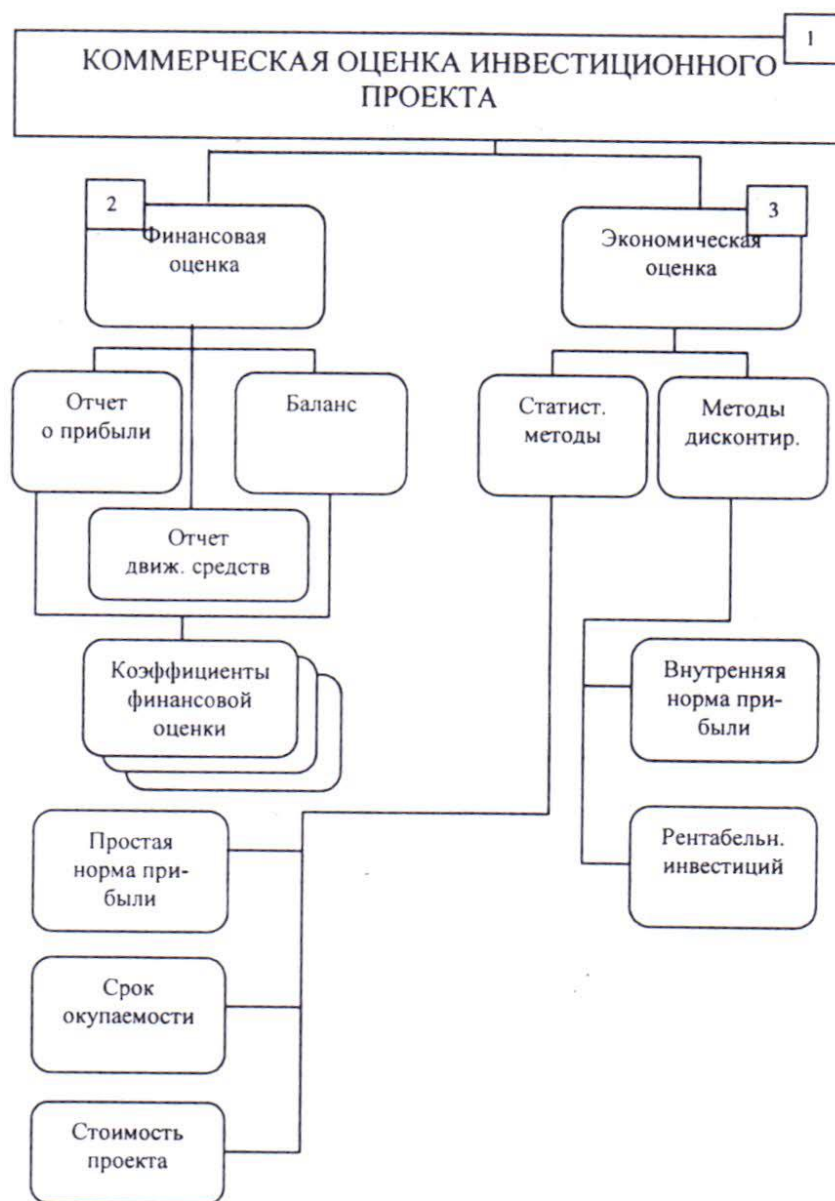 1
КОММЕРЧЕСКАЯ ОЦЕНКА ИНВЕСТИЦИОННОГО
ПРОЕКТА
2
Финансовая
оценка
3
Экономическая
оценка
Отчет
о прибыли
Баланс
Статист.
методы
Методы
дисконтир.
Отчет
движ. средств
Коэффициенты
финансовой
оценки
Внутренняя
норма при-
были
Простая
норма при-
были
Рентабельн.
инвестиций
Срок
окупаемости
Стоимость
проекта